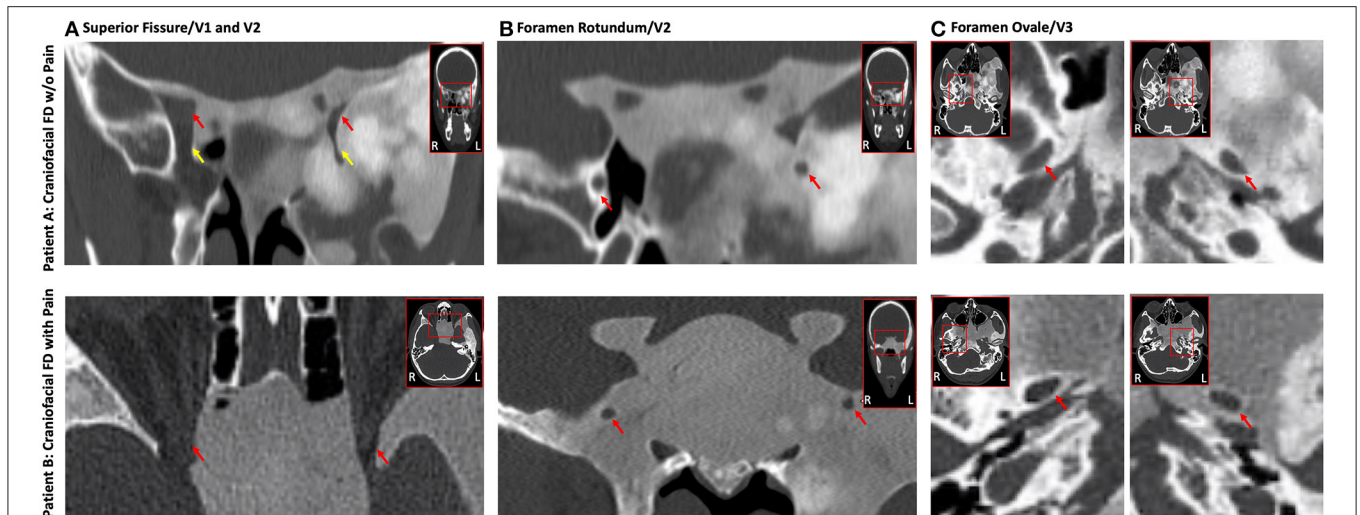 A Superior Fissure/V1 and V2
B Foramen Rotundum/V2
C Foramen Ovale/V3
Patient A: Craniofacial FD w/o Pain
R L
R L
R L
R L
Patient B: Craniofacial FD with Pain
R L
R L
R L
R L